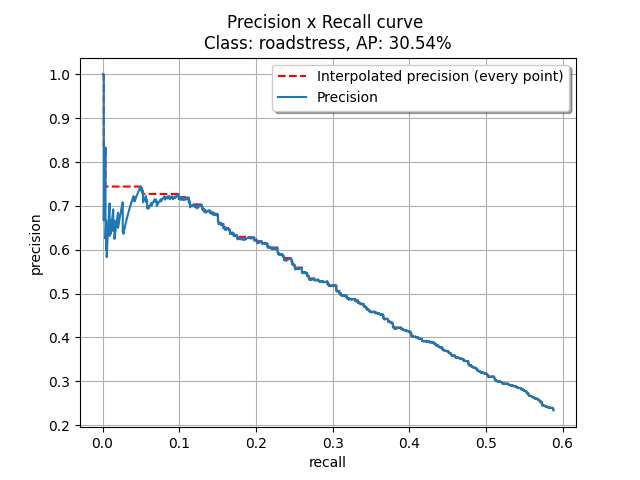 Precision x Recall curve
Class: roadstress, AP: 30.54%
Interpolated precision (every point)
Precision
precision
1.0
0.9
0.8
0.7
0.6
0.5
0.4
0.3
0.2
0.0 0.1 0.2 0.3 0.4 0.5 0.6
recall